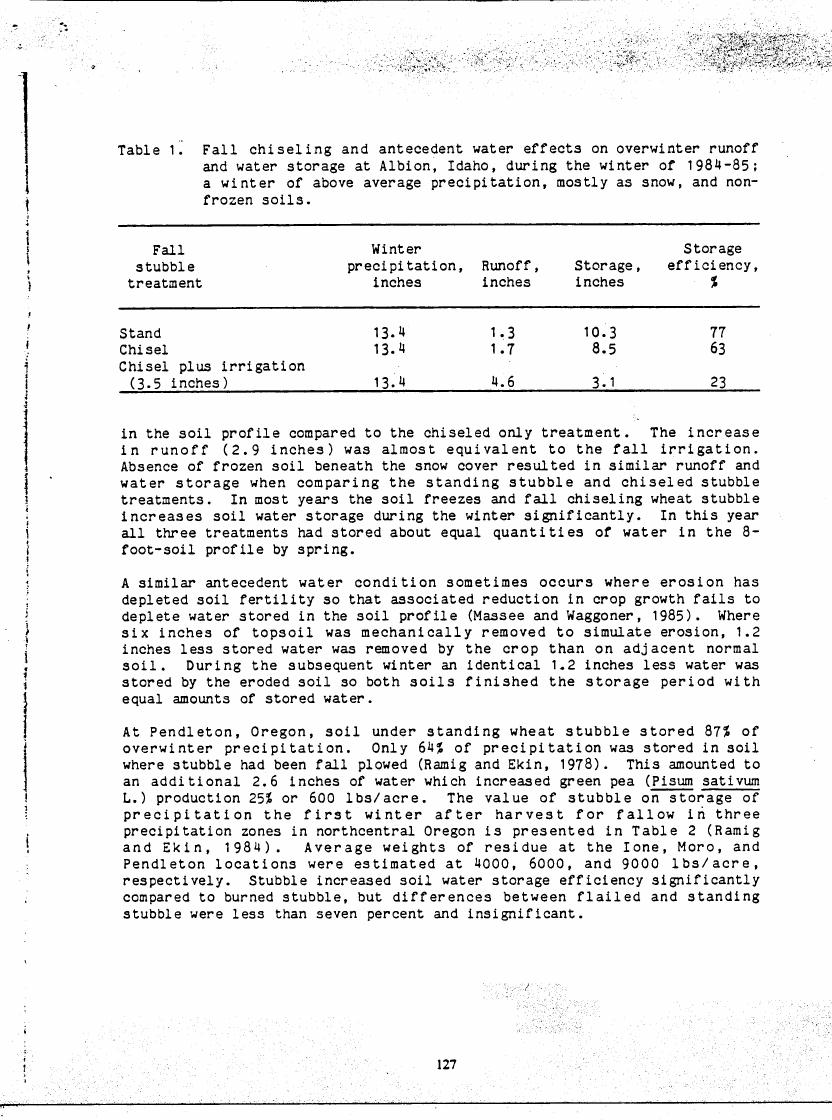 Table 1. Fall chiseling and antecedent water effects on overwinter runoff
and water storage at Albion, Idaho, during the winter of 1984-85;
a winter of above average precipitation, mostly as snow, and non-
frozen soils.
Fall Winter Storage
stubble precipitation, Runoff, Storage, efficiency,
treatment inches inches inches %
Stand 13.4 1.3 10.3 77
Chisel 13.4 1.7 8.5 63
Chisel plus irrigation
(3.5 inches) 13.4 4.6 3.1 23
in the soil profile compared to the chiseled only treatment. The increase
in runoff (2.9 inches) was almost equivalent to the fall irrigation.
Absence of frozen soil beneath the snow cover resulted in similar runoff and
water storage when comparing the standing stubble and chiseled stubble
treatments. In most years the soil freezes and fall chiseling wheat stubble
increases soil water storage during the winter significantly. In this year
all three treatments had stored about equal quantities of water in the 8-
foot-soil profile by spring.
A similar antecedent water condition sometimes occurs where erosion has
depleted soil fertility so that associated reduction in crop growth fails to
deplete water stored in the soil profile (Massee and Waggoner, 1985). Where
six inches of topsoil was mechanically removed to simulate erosion, 1.2
inches less stored water was removed by the crop than on adjacent normal
soil. During the subsequent winter an identical 1.2 inches less water was
stored by the eroded soil so both soils finished the storage period with
equal amounts of stored water.
At Pendleton, Oregon, soil under standing wheat stubble stored 87% of
overwinter precipitation. Only 64% of precipitation was stored in soil
where stubble had been fall plowed (Ramig and Ekin, 1978). This amounted to
an additional 2.6 inches of water which increased green pea (Pisum sativum
L.) production 25% or 600 lbs/acre. The value of stubble on storage of
precipitation the first winter after harvest for fallow in three
precipitation zones in northcentral Oregon is presented in Table 2 (Ramig
and Ekin, 1984). Average weights of residue at the Ione, Moro, and
Pendleton locations were estimated at 4000, 6000, and 9000 lbs/acre,
respectively. Stubble increased soil water storage efficiency significantly
compared to burned stubble, but differences between flailed and standing
stubble were less than seven percent and insignificant.
127